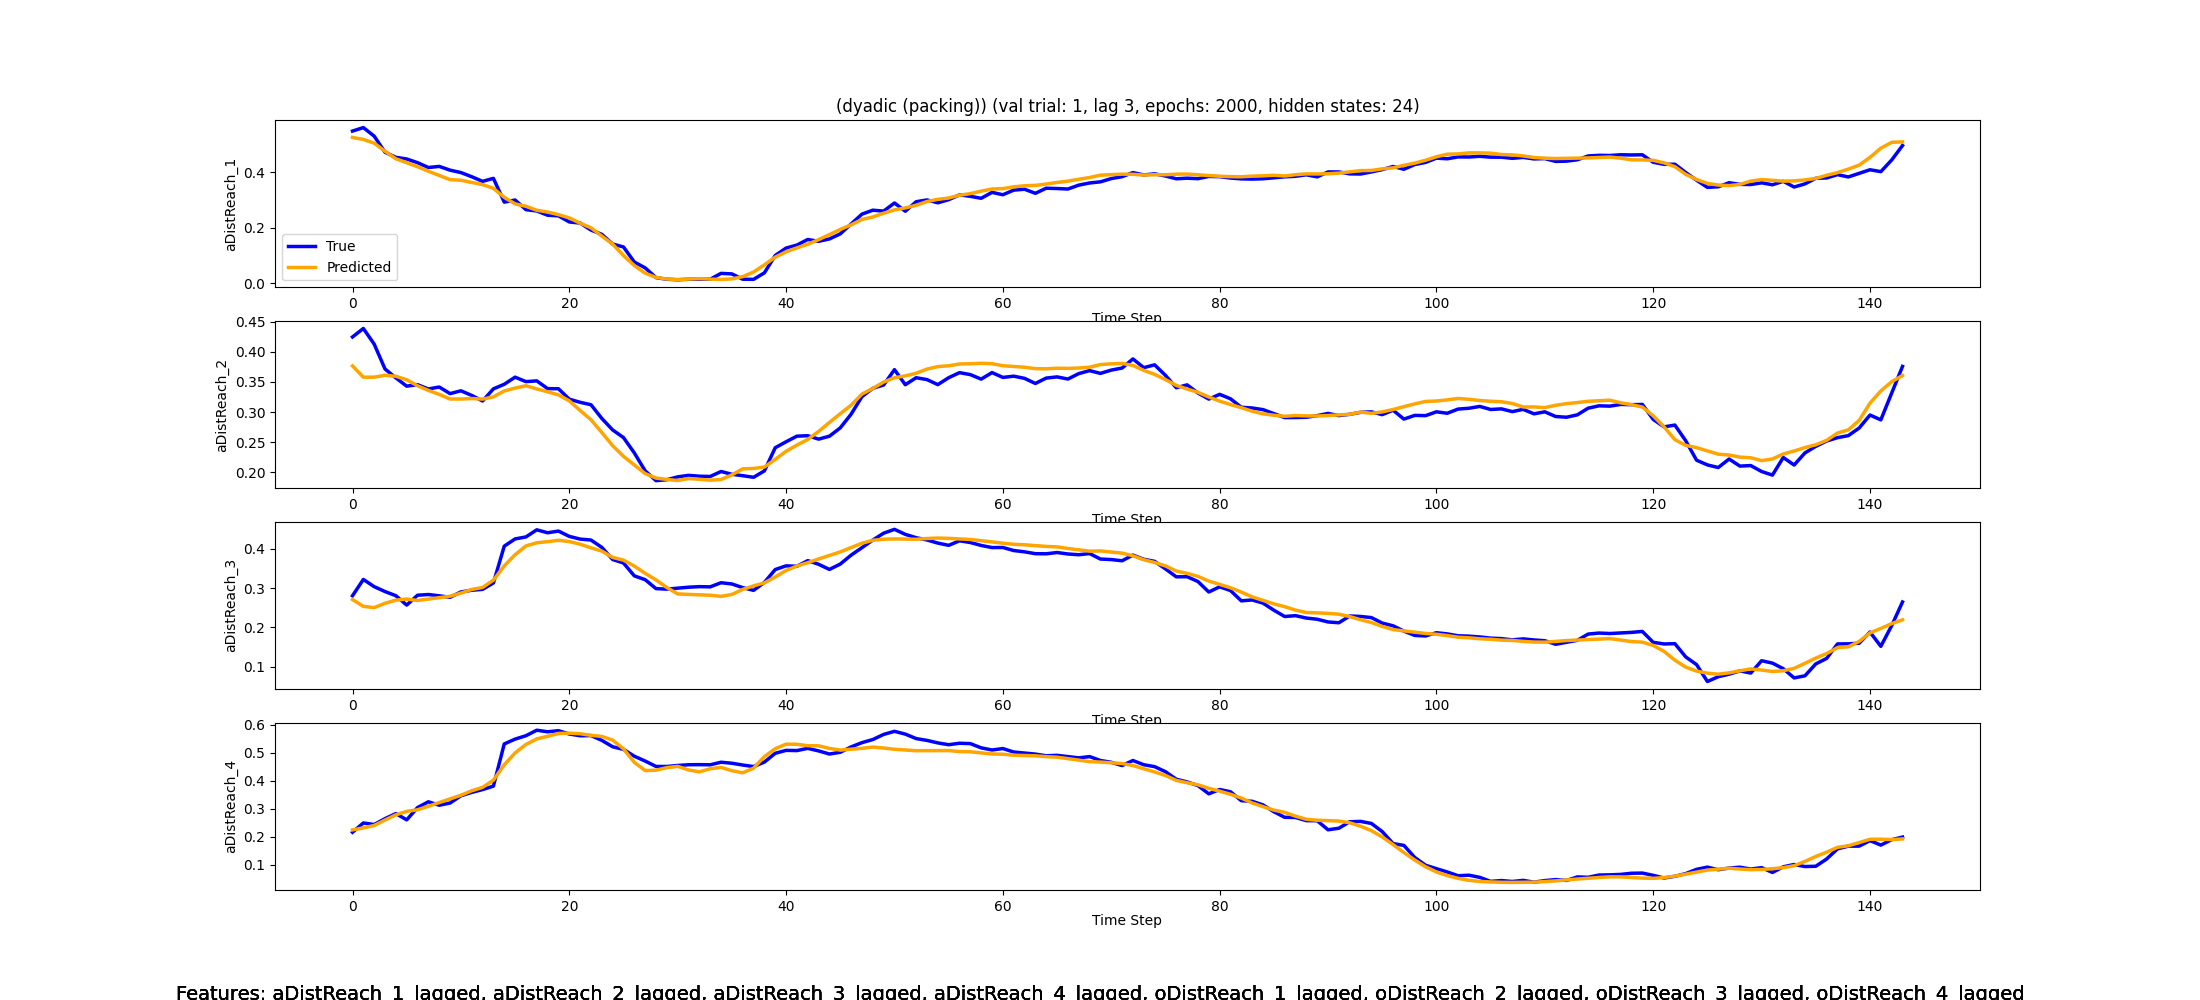 (dyadic (packing)) (val trial: 1, lag 3, epochs: 2000, hidden states: 24)
aDistReach_1
0.4
0.2
0.0
True
Predicted
0 20 40 60 80 100 120 140
Time Step
aDistReach_2
0.45
0.40
0.35
0.30
0.25
0.20
0 20 40 60 80 100 120 140
Time Step
aDistReach_3
0.4
0.3
0.2
0.1
0 20 40 60 80 100 120 140
Time Step
aDistReach_4
0.6
0.5
0.4
0.3
0.2
0.1
0 20 40 60 80 100 120 140
Time Step
Features: aDistReach_1_lagged, aDistReach_2_lagged, aDistReach_3_lagged, aDistReach_4_lagged, oDistReach_1_lagged, oDistReach_2_lagged, oDistReach_3_lagged, oDistReach_4_lagged